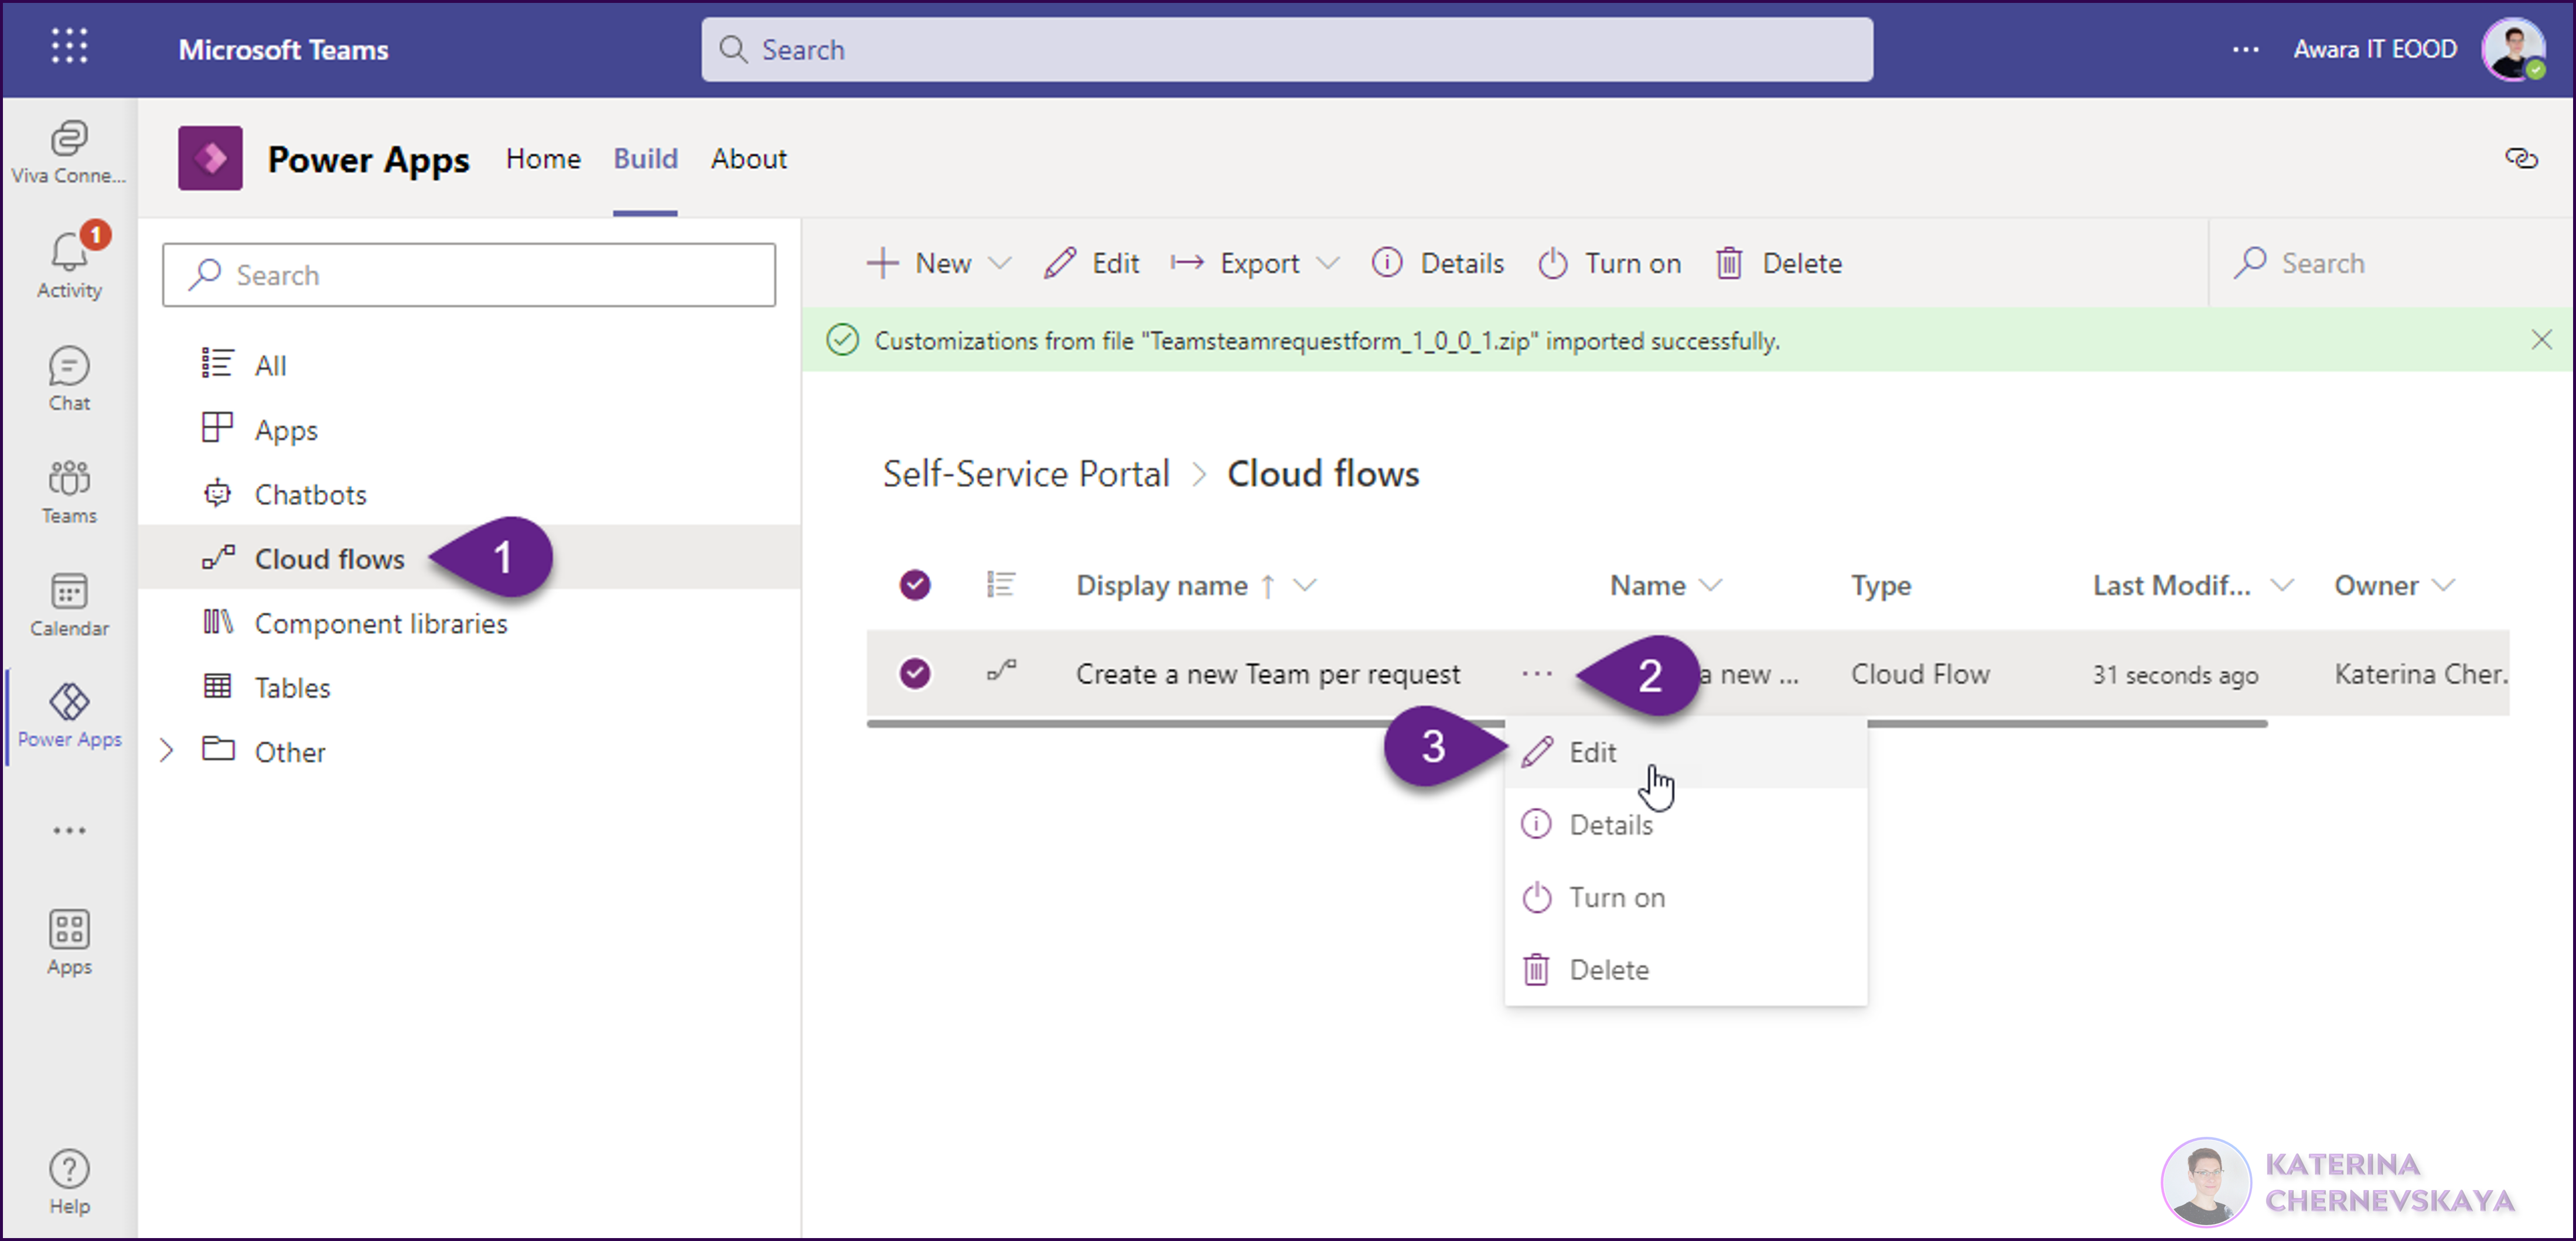 Microsoft Teams
Search
Awara IT EOOD
Viva Conne...
1
Activity
Chat
Teams
Calendar
Power Apps
Apps
Help
Power Apps Home Build About
Search
All
Apps
Chatbots
Cloud flows 1
Component libraries
Tables
Other
New Edit Export Details Turn on Delete Search
Customizations from file "Teamsteamrequestform_1_0_0_1.zip" imported successfully.
Self-Service Portal > Cloud flows
Display name ↑ Name Type Last Modif... Owner
Create a new Team per request ... 2 a new ... Cloud Flow 31 seconds ago Katerina Cher.
3 Edit
Details
Turn on
Delete
KATERINA
CHERNEVSKAYA